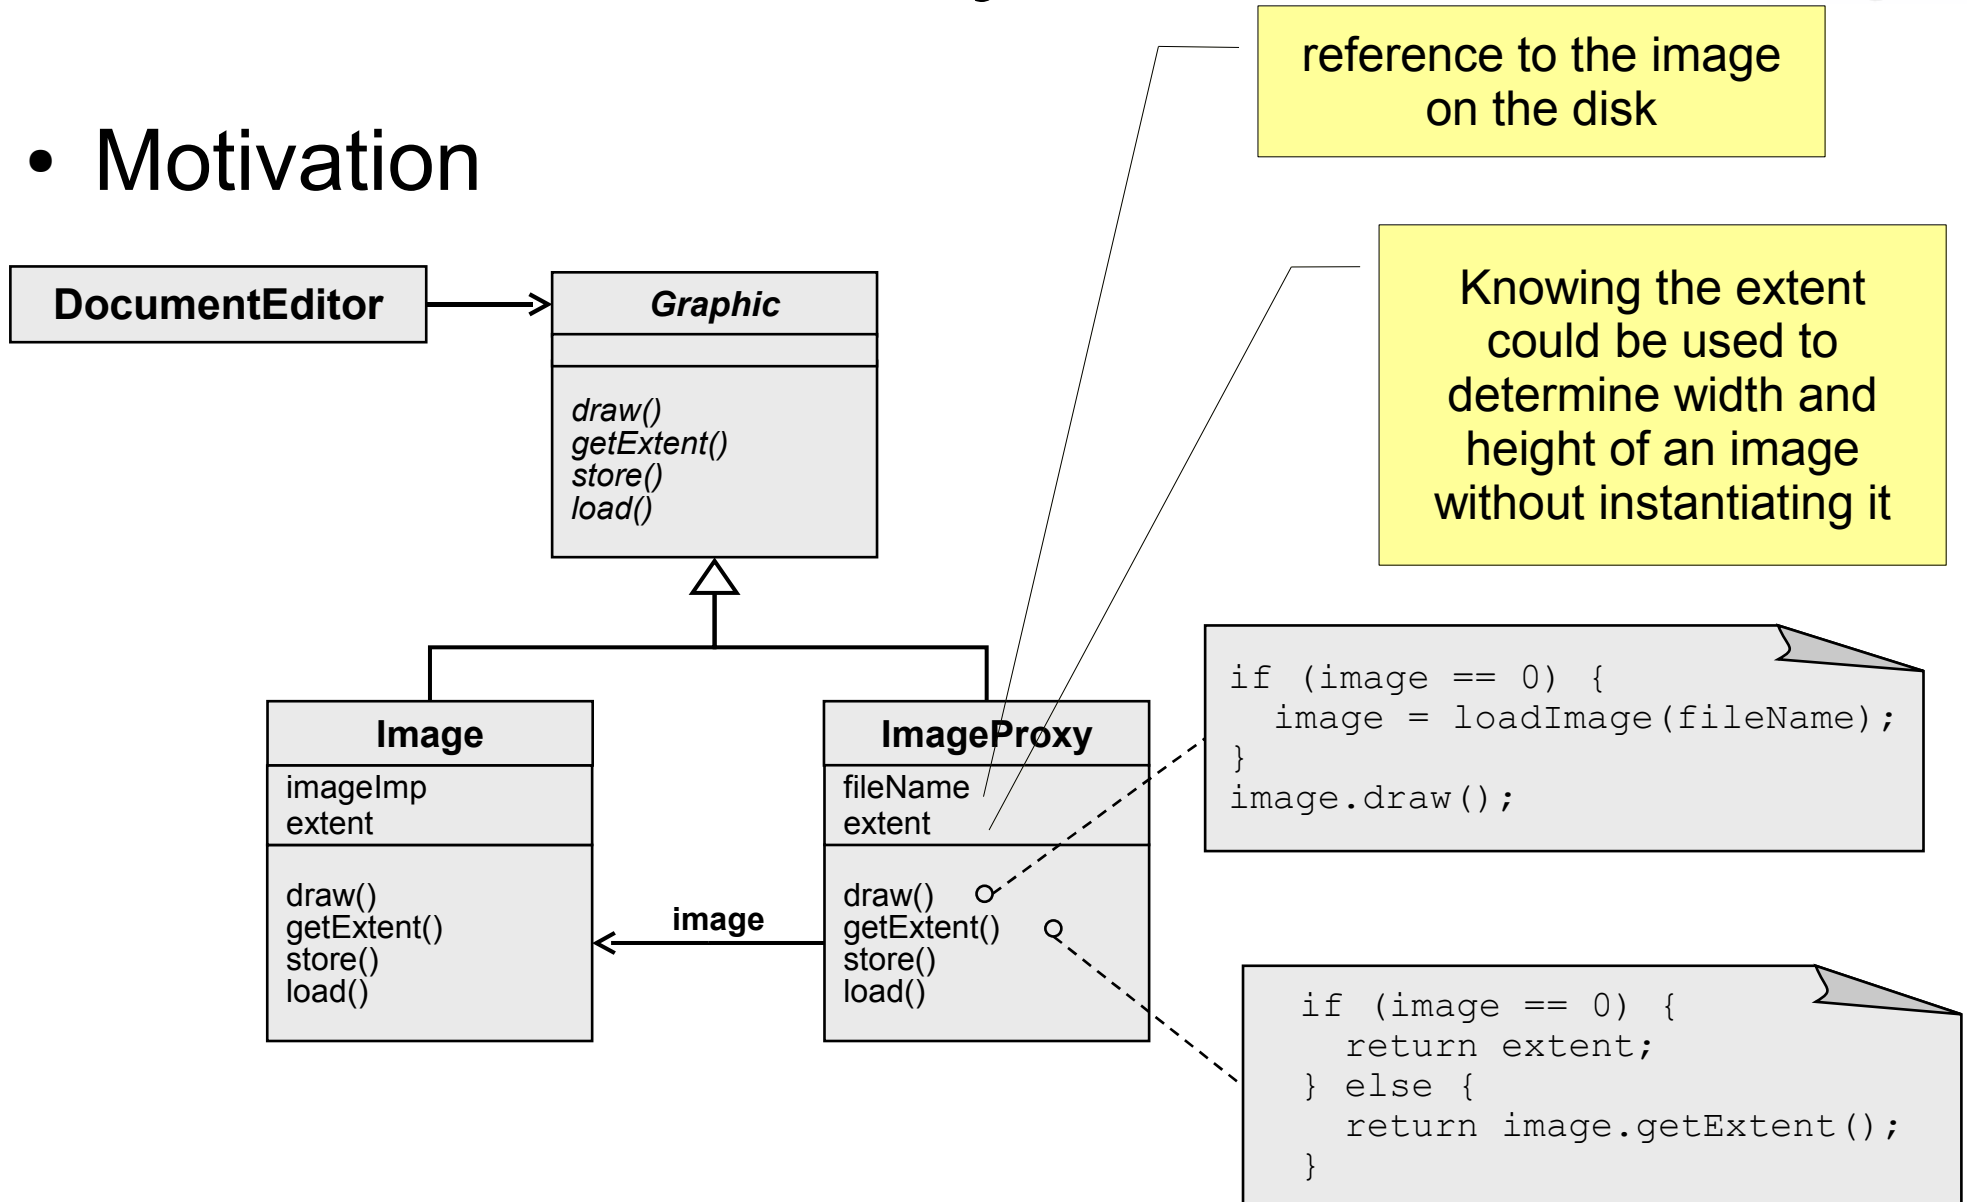 reference to the image
on the disk
• Motivation
Knowing the extent
could be used to
determine width and
height of an image
without instantiating it
DocumentEditor
Graphic
draw()
getExtent()
store()
load()
if (image == 0) {
image = loadImage(fileName);
}
image.draw();
Image
imageImp
extent
draw()
getExtent()
store()
load()
image
ImageProxy
fileName
extent
draw()
getExtent()
store()
load()
if (image == 0) {
return extent;
} else {
return image.getExtent();
}